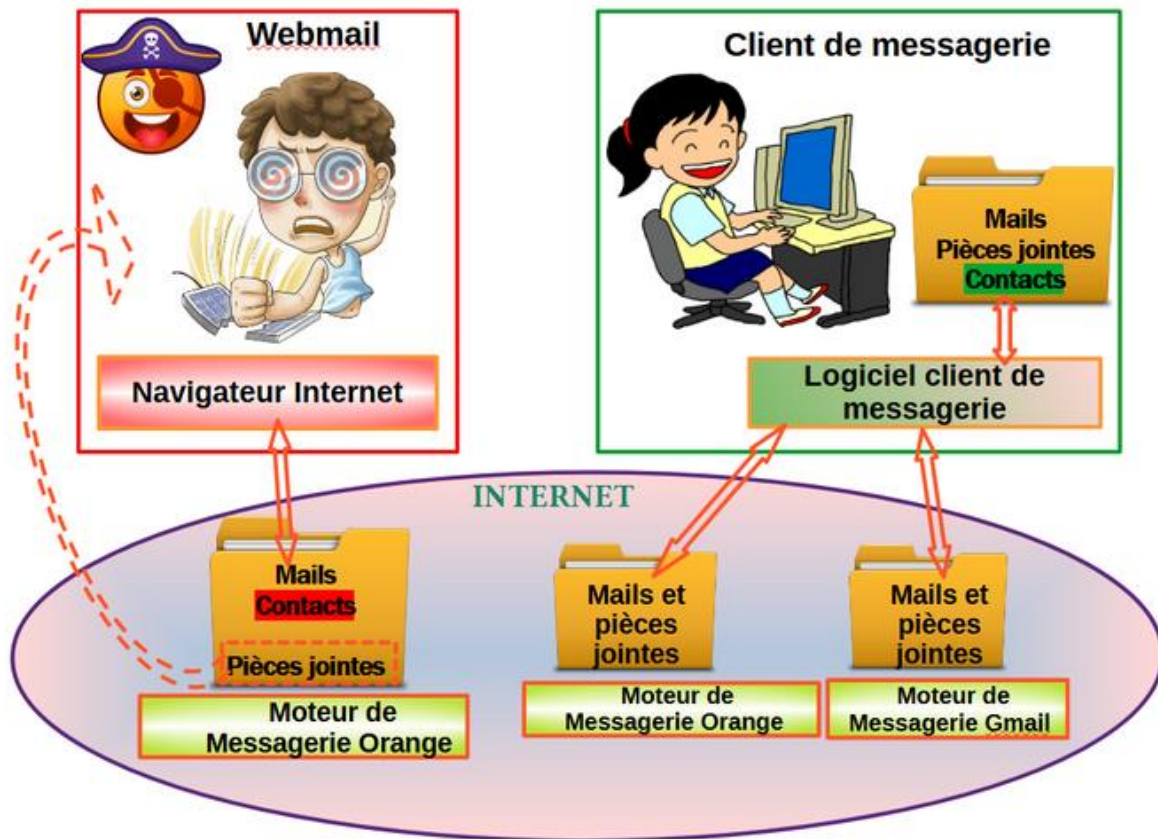 Webmail
Navigateur Internet
Client de messagerie
Mails
Pièces jointes
Contacts
Logiciel client de
messagerie
INTERNET
Mails
Contacts
Pièces jointes
Moteur de
Messagerie Orange
Mails et
pièces
jointes
Moteur de
Messagerie Orange
Mails et
pièces
jointes
Moteur de
Messagerie Gmail